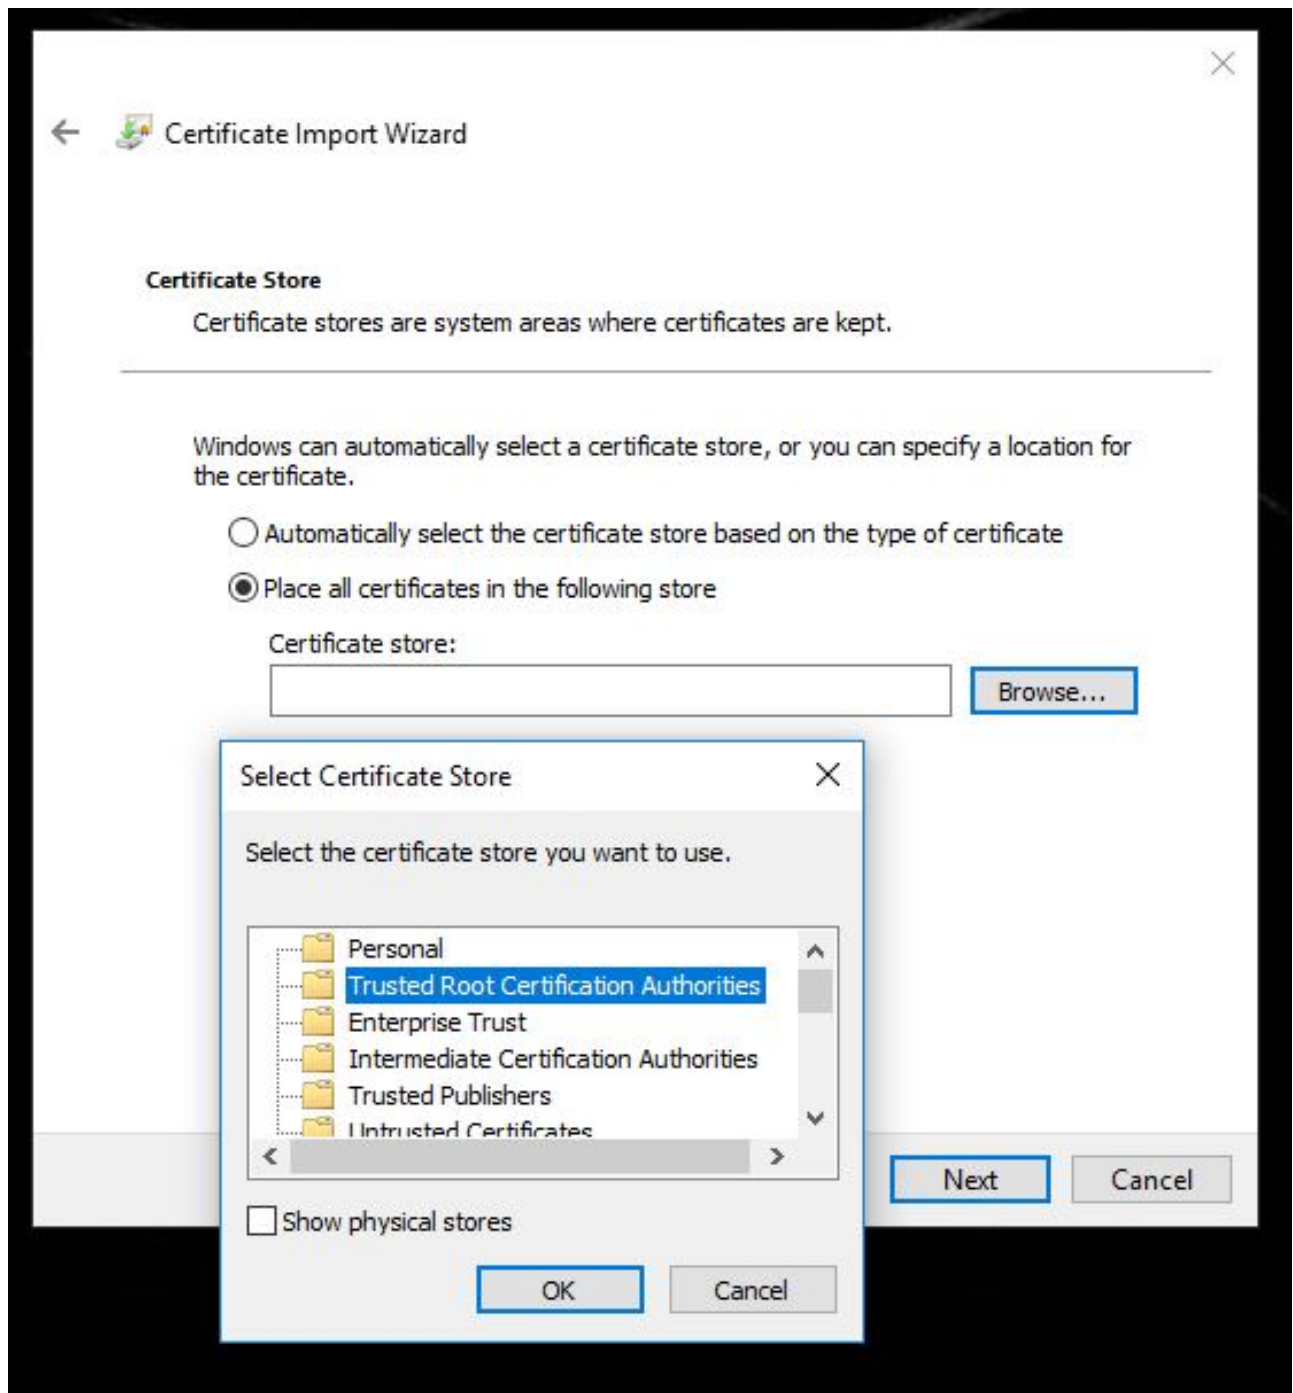 Certificate Import Wizard
Certificate Store
Certificate stores are system areas where certificates are kept.
Windows can automatically select a certificate store, or you can specify a location for
the certificate.
Automatically select the certificate store based on the type of certificate
Place all certificates in the following store
Certificate store:
Browse...
Select Certificate Store
Select the certificate store you want to use.
Personal
Trusted Root Certification Authorities
Enterprise Trust
Intermediate Certification Authorities
Trusted Publishers
Untrusted Certificates
Next
Cancel
Show physical stores
OK
Cancel